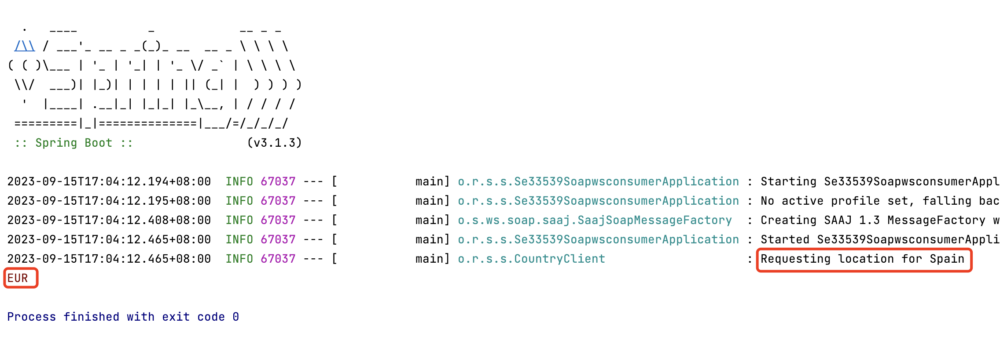 .   ____          _            __ _ _
 /\\ / ___'_ __ _ _(_)_ __  __ _ \ \ \ \
( ( )\___ | '_ | '_| | '_ \/ _` | \ \ \ \
 \\/  ___)| |_)| | | | | || (_| |  ) ) ) )
  '  |____| .__|_| |_|_| |_\__, | / / / /
 =========|_|==============|___/=/_/_/_/
 :: Spring Boot ::                (v3.1.3)
2023-09-15T17:04:12.194+08:00  INFO 67037 --- [           main] o.r.s.s.Se33539SoapwsconsumerApplication : Starting Se33539SoapwsconsumerAppl
2023-09-15T17:04:12.195+08:00  INFO 67037 --- [           main] o.r.s.s.Se33539SoapwsconsumerApplication : No active profile set, falling bac
2023-09-15T17:04:12.408+08:00  INFO 67037 --- [           main] o.s.ws.soap.saaj.SaajSoapMessageFactory  : Creating SAAJ 1.3 MessageFactory w
2023-09-15T17:04:12.465+08:00  INFO 67037 --- [           main] o.r.s.s.Se33539SoapwsconsumerApplication : Started Se33539SoapwsconsumerAppli
2023-09-15T17:04:12.465+08:00  INFO 67037 --- [           main] o.r.s.s.CountryClient                    : Requesting location for Spain
EUR
Process finished with exit code 0